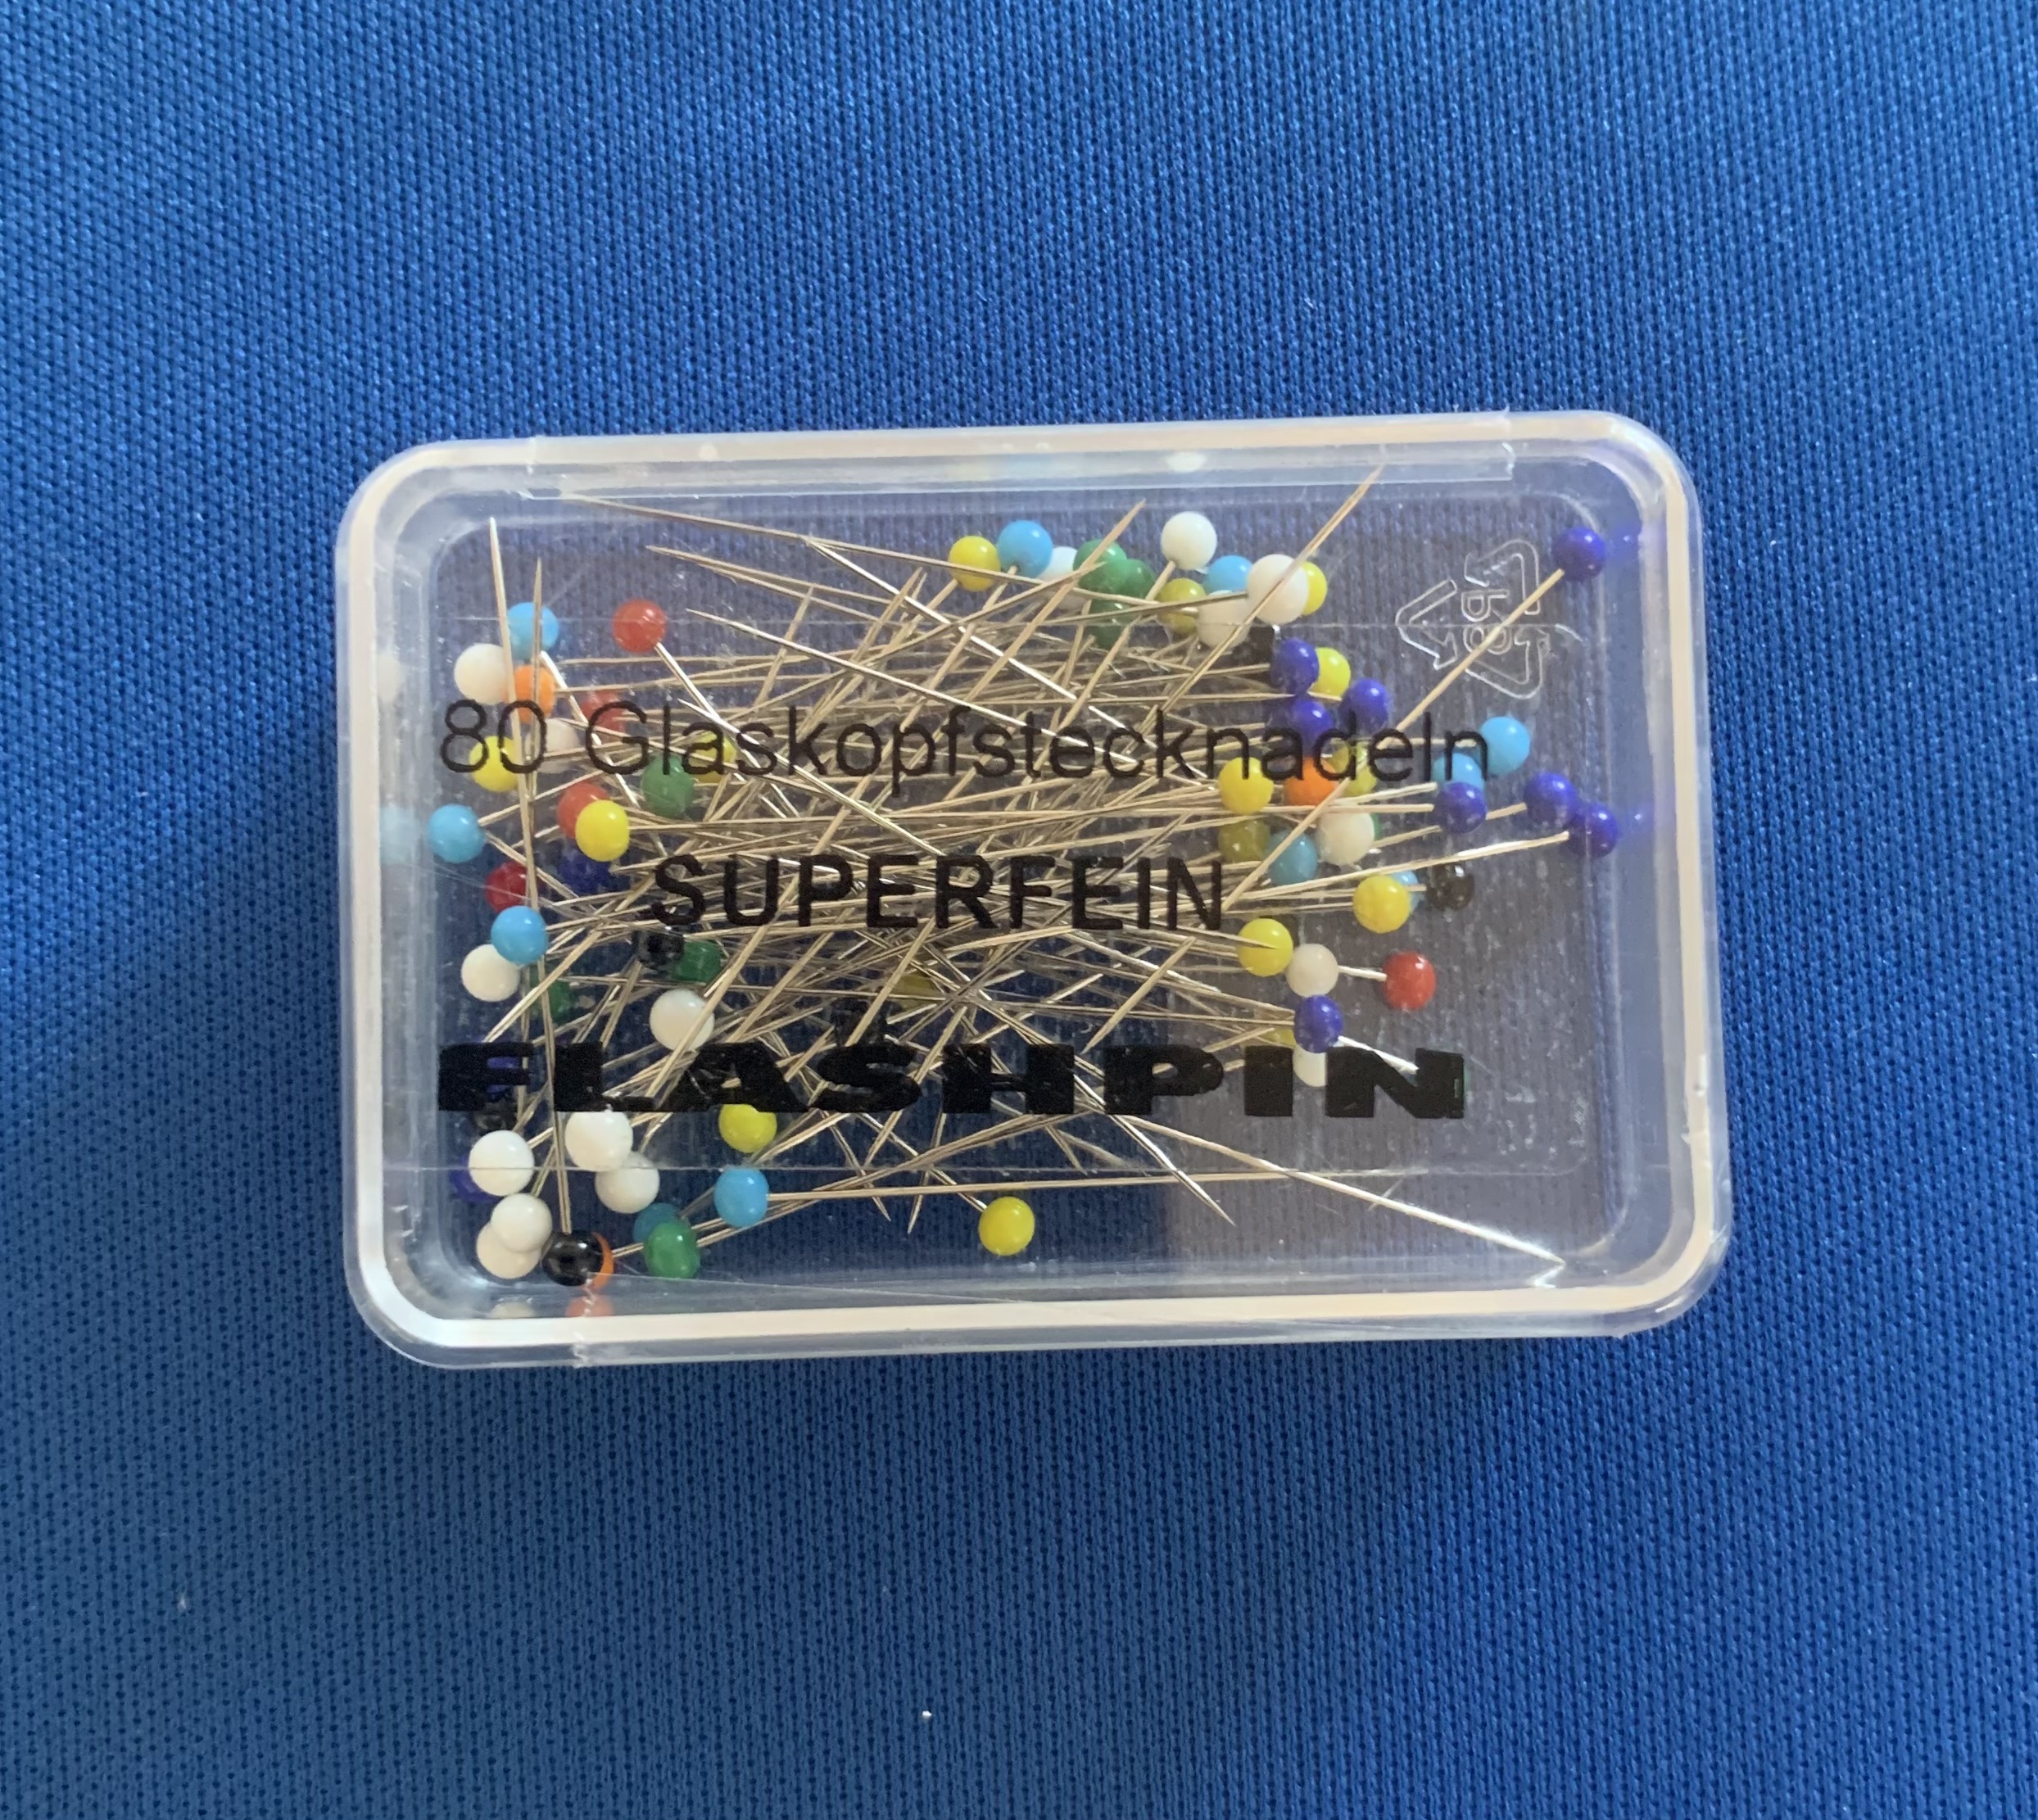 80 Glaskopfstecknadeln
SUPERFEIN
FLASHPIN